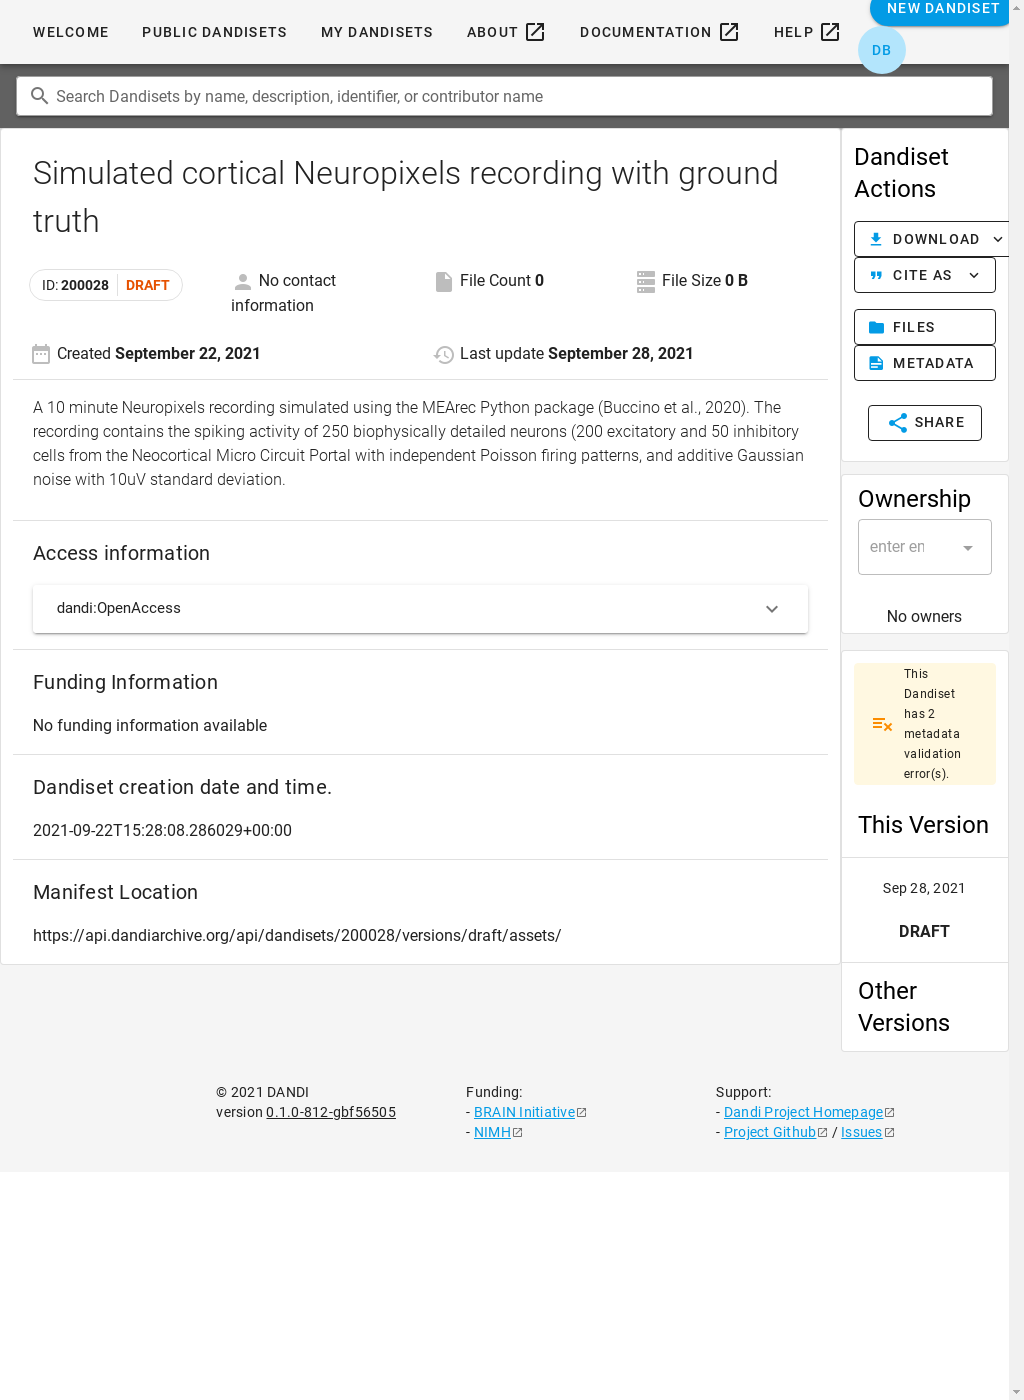 NEW DANDISET
WELCOME
PUBLIC DANDISETS
MY DANDISETS
ABOUT
DOCUMENTATION
HELP
DB
Search Dandisets by name, description, identifier, or contributor name
Simulated cortical Neuropixels recording with ground
truth
ID: 200028 DRAFT
No contact
information
File Count 0
File Size 0 B
Created September 22, 2021
Last update September 28, 2021
A 10 minute Neuropixels recording simulated using the MEArec Python package (Buccino et al., 2020). The
recording contains the spiking activity of 250 biophysically detailed neurons (200 excitatory and 50 inhibitory
cells from the Neocortical Micro Circuit Portal with independent Poisson firing patterns, and additive Gaussian
noise with 10uV standard deviation.
Access information
dandi:OpenAccess
Funding Information
No funding information available
Dandiset creation date and time.
2021-09-22T15:28:08.286029+00:00
Manifest Location
https://api.dandiarchive.org/api/dandisets/200028/versions/draft/assets/
Dandiset
Actions
DOWNLOAD
CITE AS
FILES
METADATA
SHARE
Ownership
enter en
No owners
This
Dandiset
has 2
metadata
validation
error(s).
This Version
Sep 28, 2021
DRAFT
Other
Versions
© 2021 DANDI
version 0.1.0-812-gbf56505
Funding:
- BRAIN Initiative
- NIMH
Support:
- Dandi Project Homepage
- Project Github / Issues